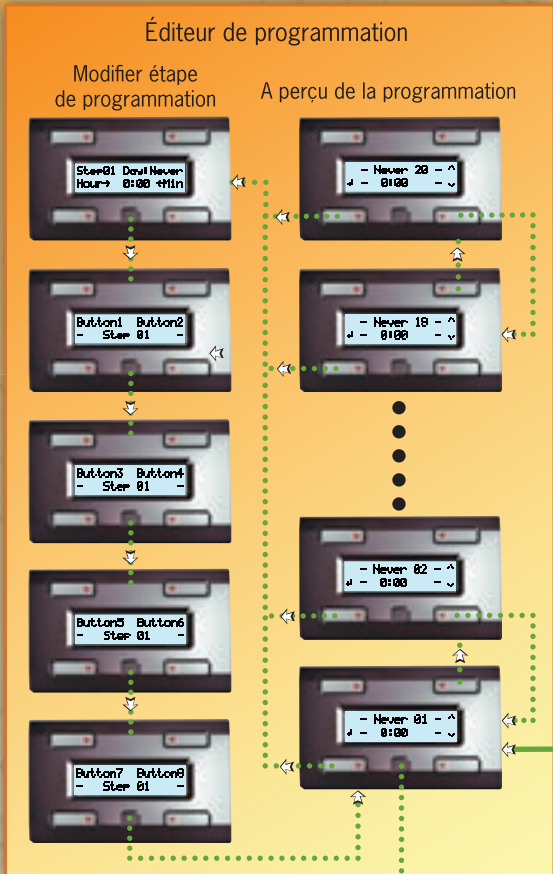 Éditeur de programmation
Modifier étape
de programmation
Step01 Day:Never
Hour→ 0:00 ←Min
Button1 Button2
- Step 01 -
Button3 Button4
- Step 01 -
Button5 Button6
- Step 01 -
Button7 Button8
- Step 01 -
A perçu de la programmation
- Never 20 - ^
↲ - 0:00 - ⌄
- Never 19 - ^
↲ - 0:00 - ⌄
- Never 02 - ^
↲ - 0:00 - ⌄
- Never 01 - ^
↲ - 0:00 - ⌄